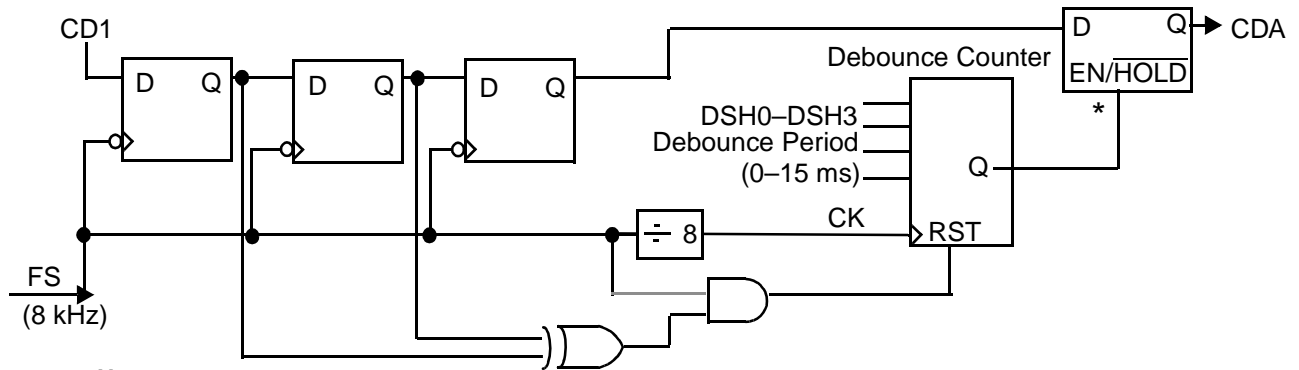 CD1
D Q
D Q
D Q
D Q
CDA
EN/HOLD
*
Debounce Counter
DSH0–DSH3
Debounce Period
(0–15 ms)
Q
CK
RST
÷ 8
FS
(8 kHz)